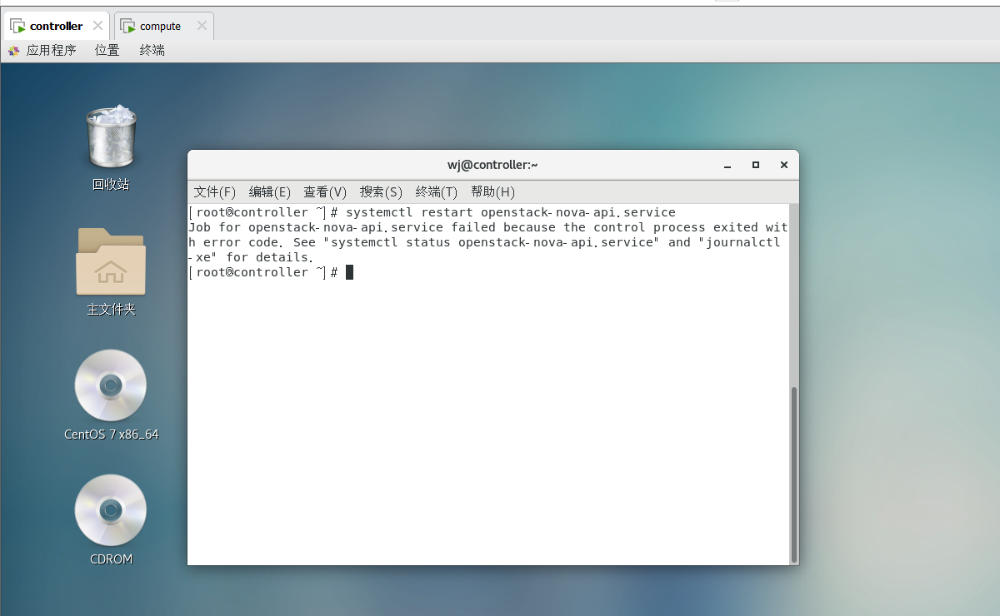 controller
compute
应用程序 位置 终端
回收站
主文件夹
CentOS 7 x86_64
CDROM
wj@controller:~
文件(F) 编辑(E) 查看(V) 搜索(S) 终端(T) 帮助(H)
[root@controller ~]# systemctl restart openstack-nova-api.service
Job for openstack-nova-api.service failed because the control process exited wit
h error code. See "systemctl status openstack-nova-api.service" and "journalctl
-xe" for details.
[root@controller ~]#